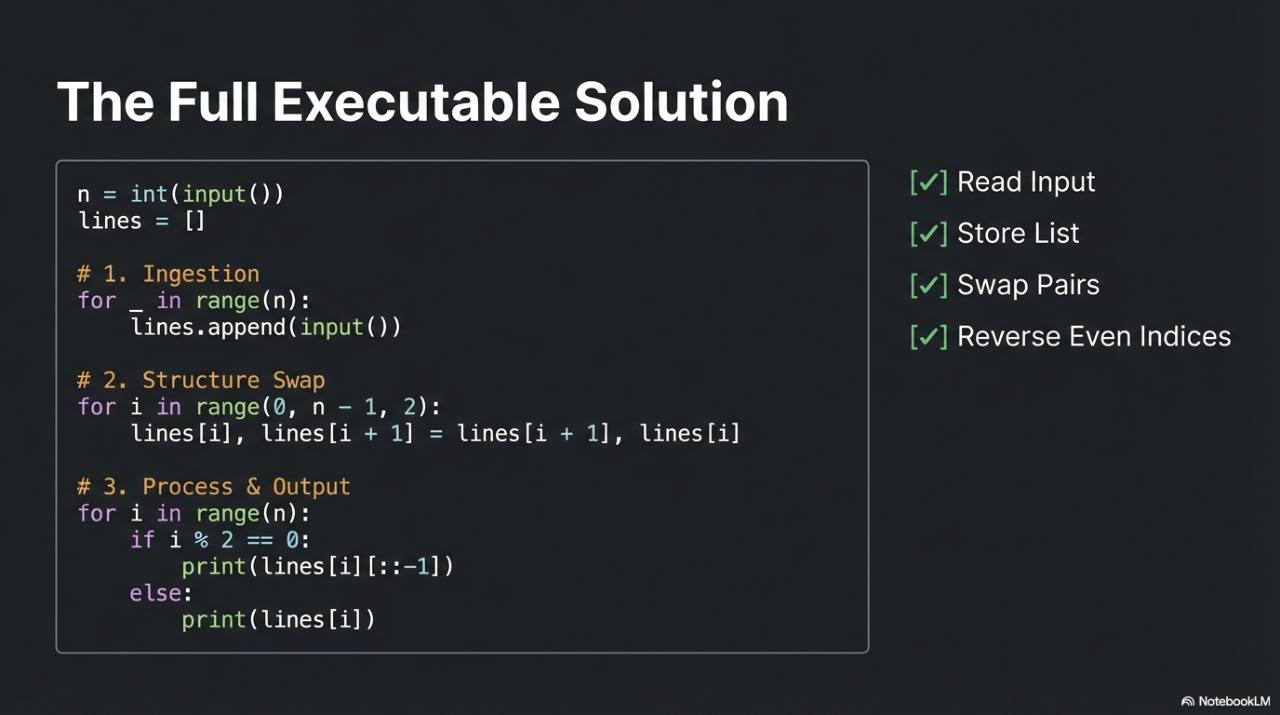 The Full Executable Solution
n = int(input())
lines = []
# 1. Ingestion
for _ in range(n):
    lines.append(input())
# 2. Structure Swap
for i in range(0, n - 1, 2):
    lines[i], lines[i + 1] = lines[i + 1], lines[i]
# 3. Process & Output
for i in range(n):
    if i % 2 == 0:
        print(lines[i][::-1])
    else:
        print(lines[i])
[✓] Read Input
[✓] Store List
[✓] Swap Pairs
[✓] Reverse Even Indices
NotebookLM